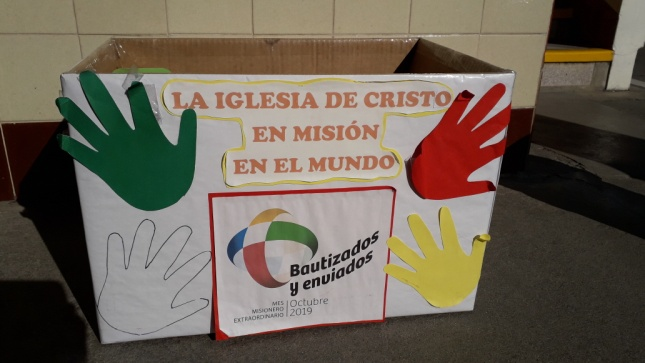 LA IGLESIA DE CRISTO
EN MISIÓN
EN EL MUNDO
Bautizados
y enviados
MES
MISIONERO
EXTRAORDINARIO
Octubre
2019